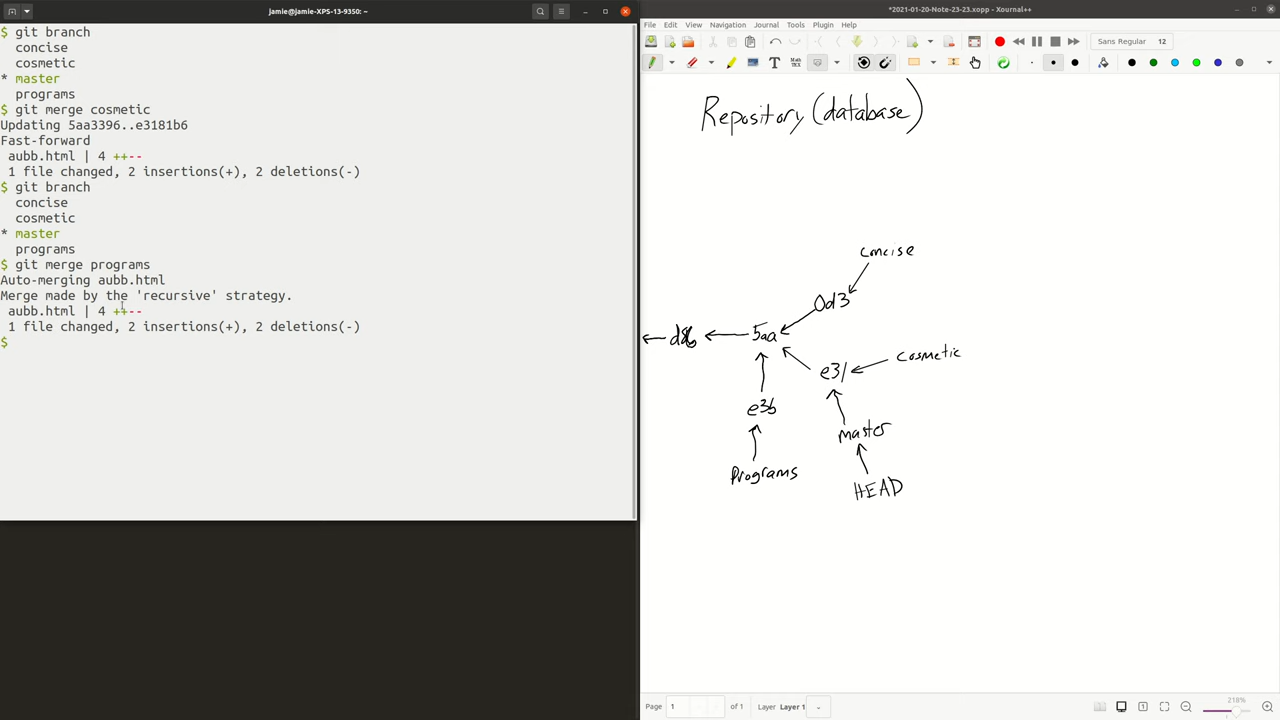 jamie@jamie-XPS-13-9350: ~
$ git branch
concise
cosmetic
* master
programs
$ git merge cosmetic
Updating 5aa3396..e3181b6
Fast-forward
aubb.html | 4 ++--
1 file changed, 2 insertions(+), 2 deletions(-)
$ git branch
concise
cosmetic
* master
programs
$ git merge programs
Auto-merging aubb.html
Merge made by the 'recursive' strategy.
aubb.html | 4 ++--
1 file changed, 2 insertions(+), 2 deletions(-)
$
*2021-01-20-Note-23-23.xopp - Xournal++
File Edit View Navigation Journal Tools Plugin Help
Sans Regular 12
Repository (database)
concise
0d3
5aa
e31
cosmetic
e3b
master
Programs
HEAD
Page 1 of 1 Layer Layer 1
218%